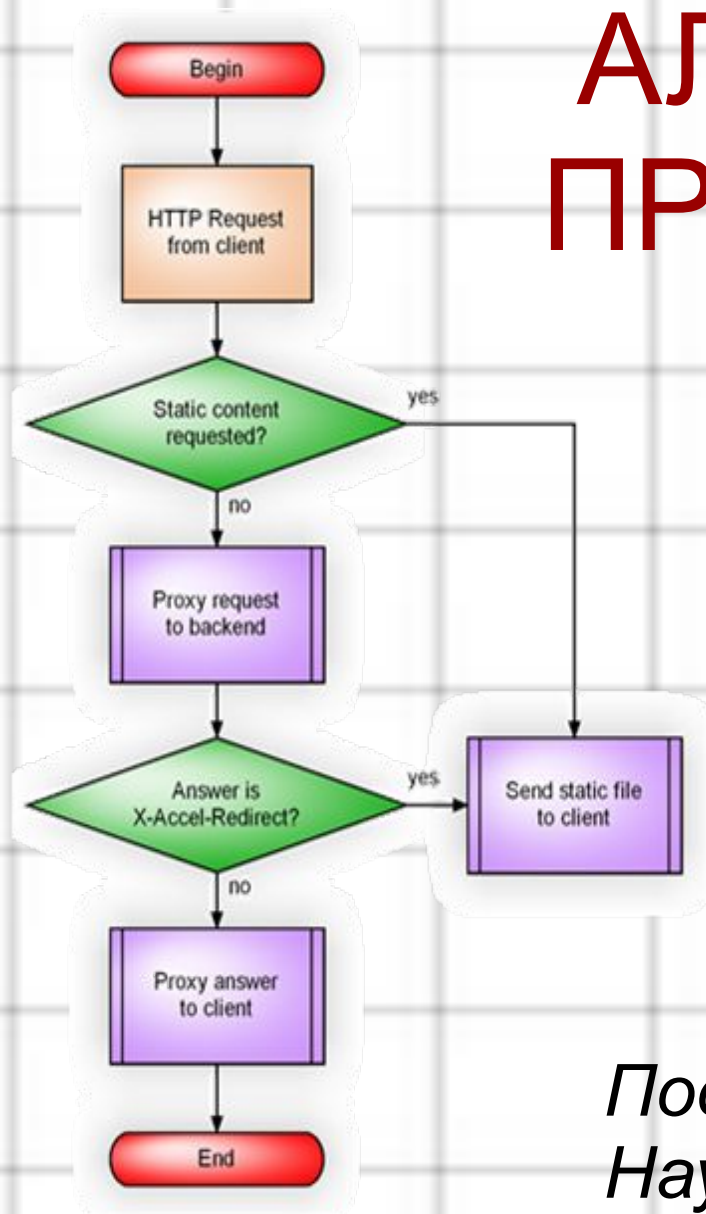 Begin
HTTP Request
from client
Static content
requested?
yes
no
Proxy request
to backend
Answer is
X-Accel-Redirect?
yes
Send static file
to client
no
Proxy answer
to client
End